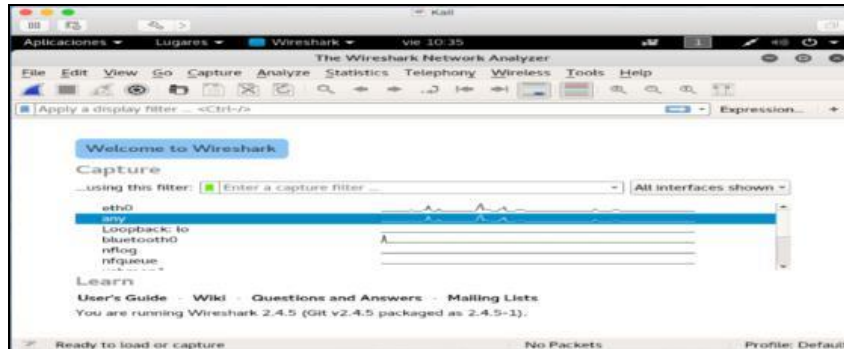 Kali
Aplicaciones Lugares Wireshark vie 10:35 1
The Wireshark Network Analyzer
File Edit View Go Capture Analyze Statistics Telephony Wireless Tools Help
Apply a display filter ... <Ctrl-/> Expression... +
Welcome to Wireshark
Capture
...using this filter: Enter a capture filter ... All interfaces shown
eth0
any
Loopback: lo
bluetooth0
nflog
nfqueue
Learn
User's Guide · Wiki · Questions and Answers · Mailing Lists
You are running Wireshark 2.4.5 (Git v2.4.5 packaged as 2.4.5-1).
Ready to load or capture No Packets Profile: Default